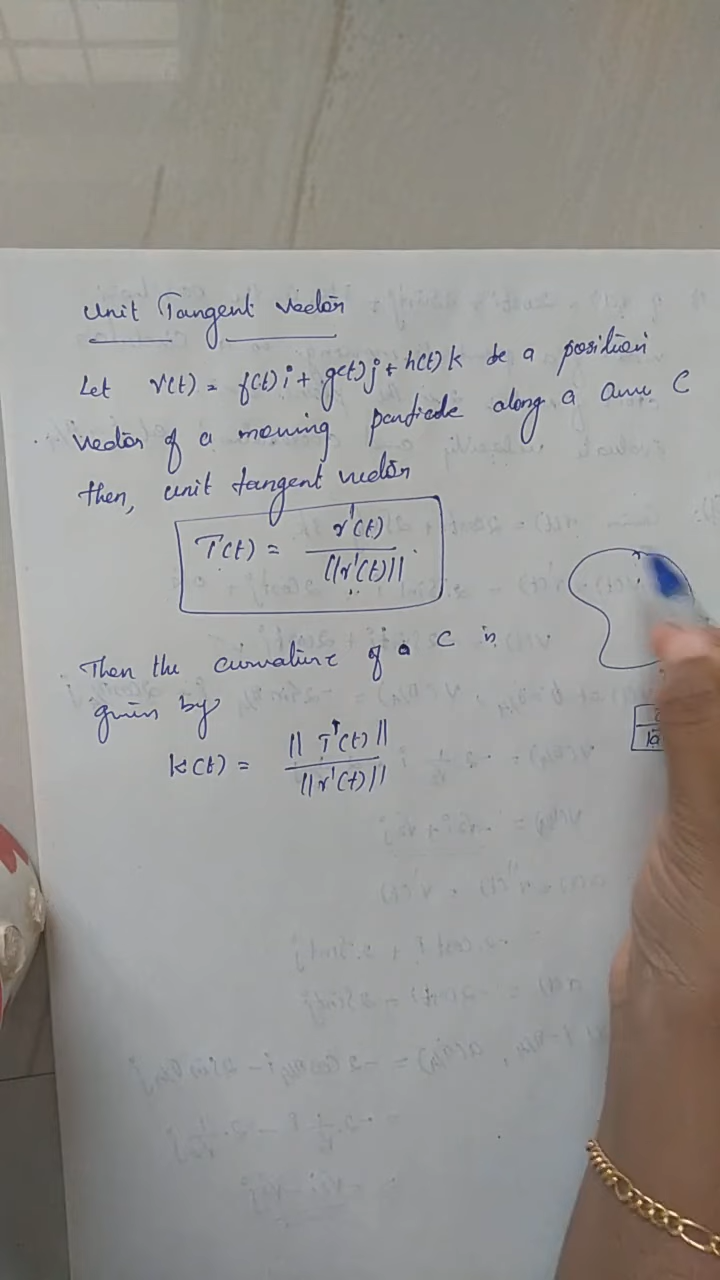 Unit Tangent Vector
Let r(t) = f(t)i + g(t)j + h(t)k be a position
vector of a moving particle along a curve C
then, unit tangent vector
T(t) = r'(t) / ||r'(t)||
Then the curvature of a C is
given by
k(t) = ||T'(t)|| / ||r'(t)||